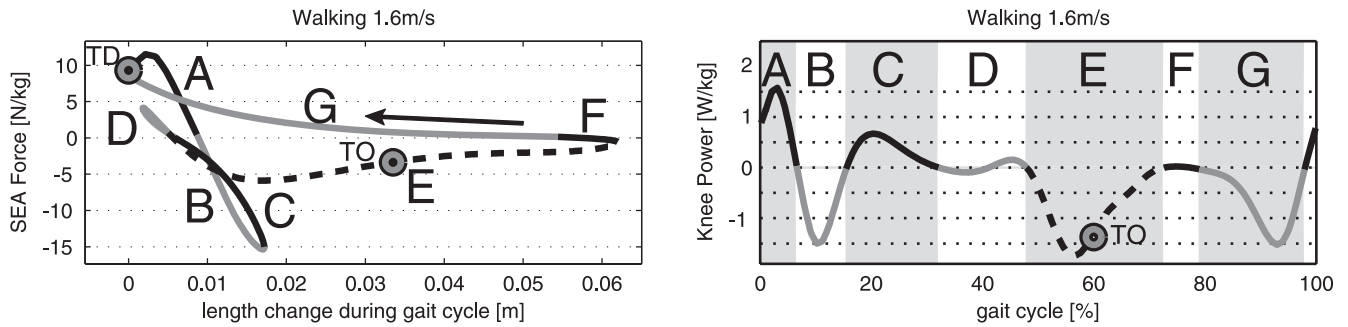 Walking 1.6m/s
SEA Force [N/kg]
10
5
0
-5
-10
-15
TD
A
D
G
F
TO
E
B
C
0 0.01 0.02 0.03 0.04 0.05 0.06
length change during gait cycle [m]
Walking 1.6m/s
Knee Power [W/kg]
2
1
0
-1
A B C D E F G
TO
0 20 40 60 80 100
gait cycle [%]